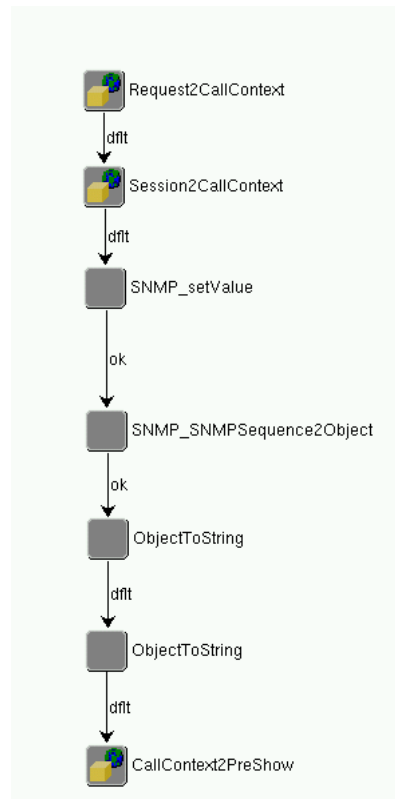 Request2CallContext
dflt
Session2CallContext
dflt
SNMP_setValue
ok
SNMP_SNMPSequence2Object
ok
ObjectToString
dflt
ObjectToString
dflt
CallContext2PreShow